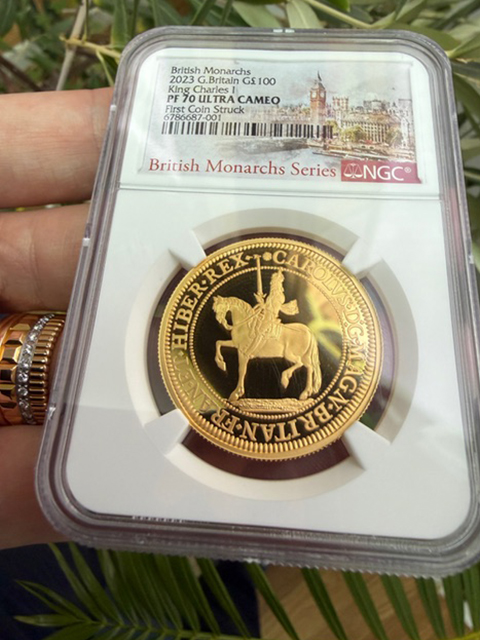 British Monarchs
2023 G.Britain G£100
King Charles I
PF 70 ULTRA CAMEO
First Coin Struck
6786687-001
British Monarchs Series NGC®
CAROLVS·D:G·MAGN·BRITAN·FRAN·ET·HIBER·REX·